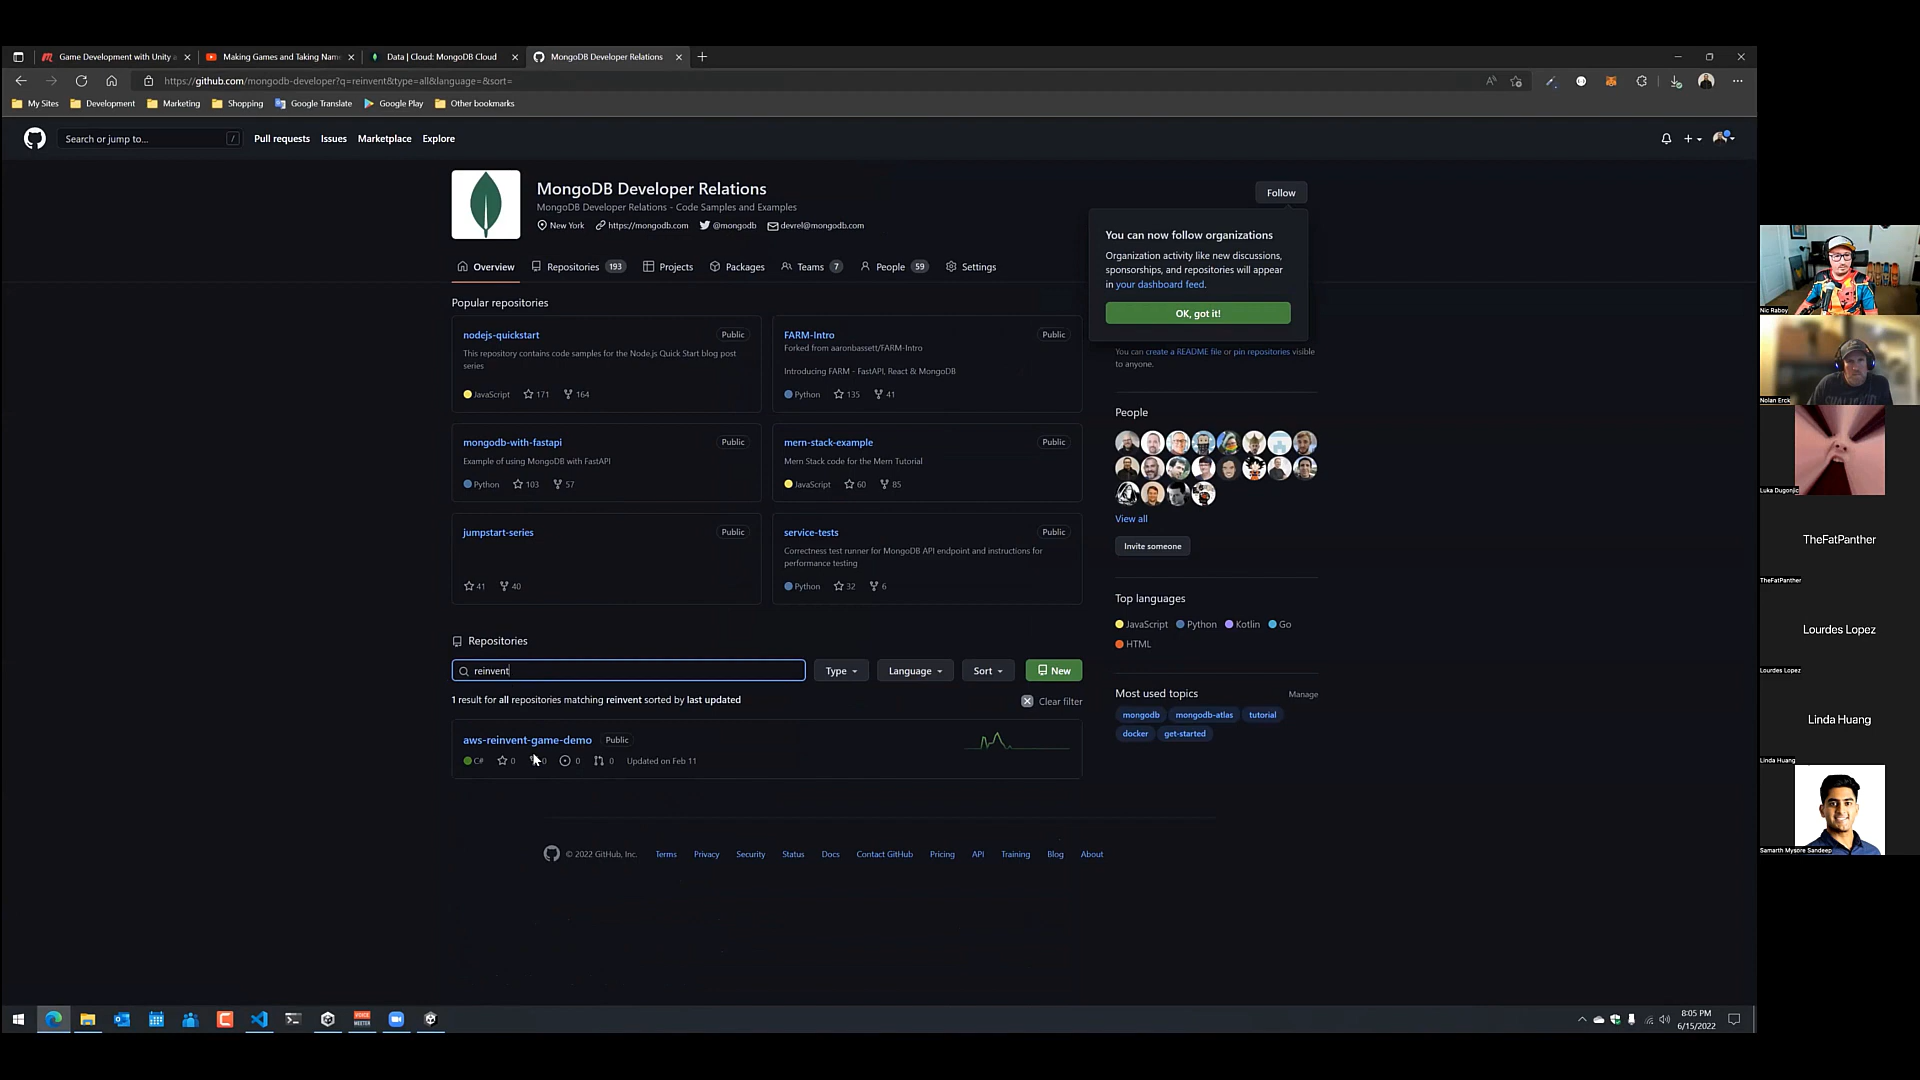 Game Development with Unity a
Making Games and Taking Nam
Data | Cloud: MongoDB Cloud
MongoDB Developer Relations
https://github.com/mongodb-developer?q=reinvent&type=all&language=&sort=
My Sites
Development
Marketing
Shopping
Google Translate
Google Play
Other bookmarks
Search or jump to...
/
Pull requests
Issues
Marketplace
Explore
MongoDB Developer Relations
MongoDB Developer Relations - Code Samples and Examples
New York
https://mongodb.com
@mongodb
devrel@mongodb.com
Follow
You can now follow organizations
Organization activity like new discussions,
sponsorships, and repositories will appear
in your dashboard feed.
OK, got it!
Overview
Repositories 193
Projects
Packages
Teams 7
People 59
Settings
Popular repositories
nodejs-quickstart
Public
This repository contains code samples for the Node.js Quick Start blog post
series
JavaScript 171 164
FARM-Intro
Public
Forked from aaronbassett/FARM-Intro
Introducing FARM - FastAPI, React & MongoDB
Python 135 41
mongodb-with-fastapi
Public
Example of using MongoDB with FastAPI
Python 103 57
mern-stack-example
Public
Mern Stack code for the Mern Tutorial
JavaScript 60 85
jumpstart-series
Public
41 40
service-tests
Public
Correctness test runner for MongoDB API endpoint and instructions for
performance testing
Python 32 6
You can create a README file or pin repositories visible
to anyone.
People
View all
Invite someone
Top languages
JavaScript Python Kotlin Go
HTML
Most used topics
Manage
mongodb mongodb-atlas tutorial
docker get-started
Repositories
reinvent
Type
Language
Sort
New
1 result for all repositories matching reinvent sorted by last updated
Clear filter
aws-reinvent-game-demo
Public
C# 0 0 0 0 Updated on Feb 11
© 2022 GitHub, Inc.
Terms
Privacy
Security
Status
Docs
Contact GitHub
Pricing
API
Training
Blog
About
VOICE
MEETER
8:05 PM
6/15/2022
Nic Raboy
Nolan Erck
Luka Dugonjic
TheFatPanther
TheFatPanther
Lourdes Lopez
Lourdes Lopez
Linda Huang
Linda Huang
Samarth Mysore Sandeep